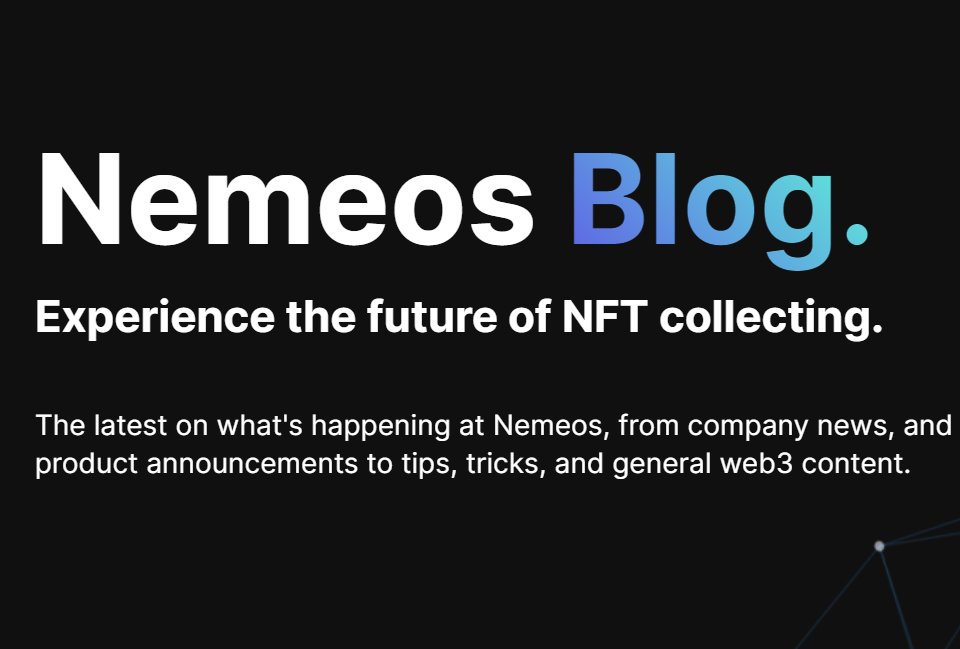 Nemeos Blog.
Experience the future of NFT collecting.
The latest on what's happening at Nemeos, from company news, and
product announcements to tips, tricks, and general web3 content.